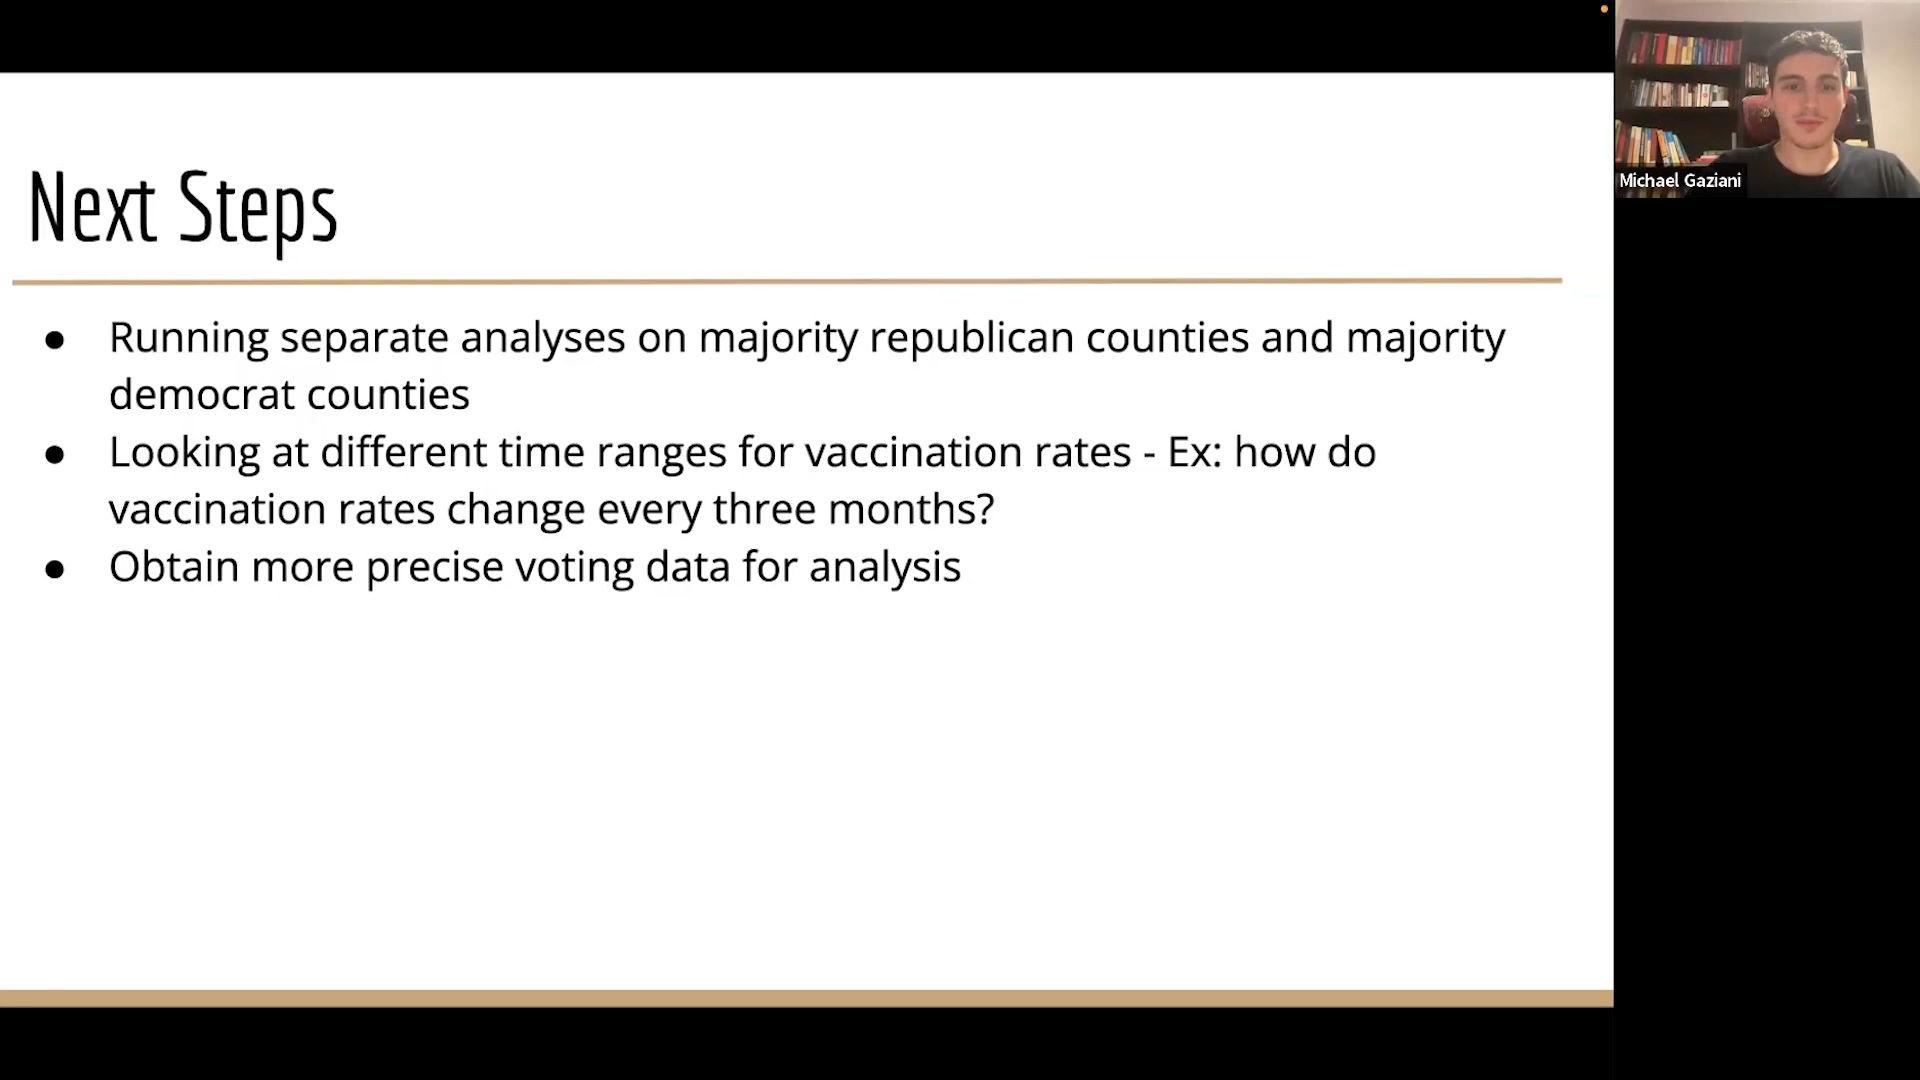 Next Steps
● Running separate analyses on majority republican counties and majority
democrat counties
● Looking at different time ranges for vaccination rates - Ex: how do
vaccination rates change every three months?
● Obtain more precise voting data for analysis
Michael Gaziani